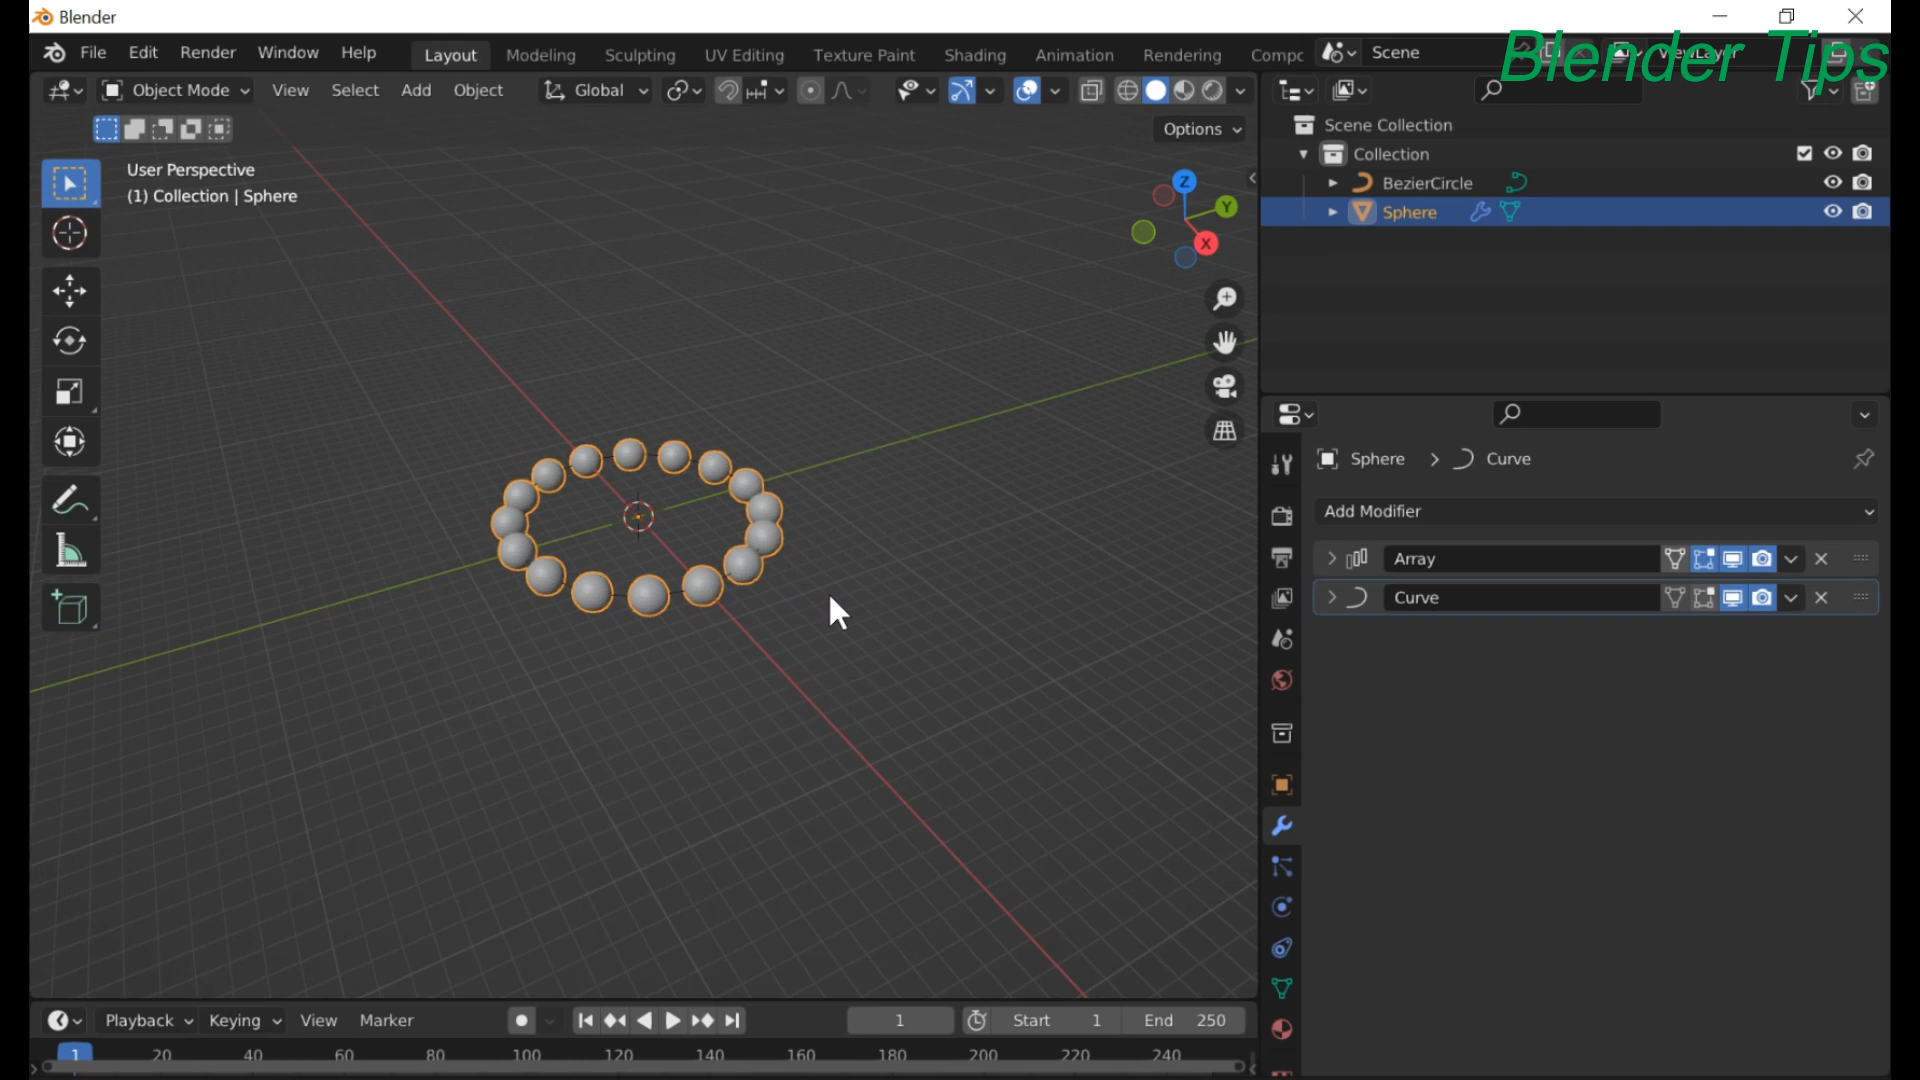 Blender
File Edit Render Window Help Layout Modeling Sculpting UV Editing Texture Paint Shading Animation Rendering Compc Scene ViewLayer
Blender Tips
Object Mode View Select Add Object Global
Options
User Perspective
(1) Collection | Sphere
Z
Y
X
Scene Collection
Collection
BezierCircle
Sphere
Sphere > Curve
Add Modifier
Array
Curve
Playback Keying View Marker 1 Start 1 End 250
1 20 40 60 80 100 120 140 160 180 200 220 240